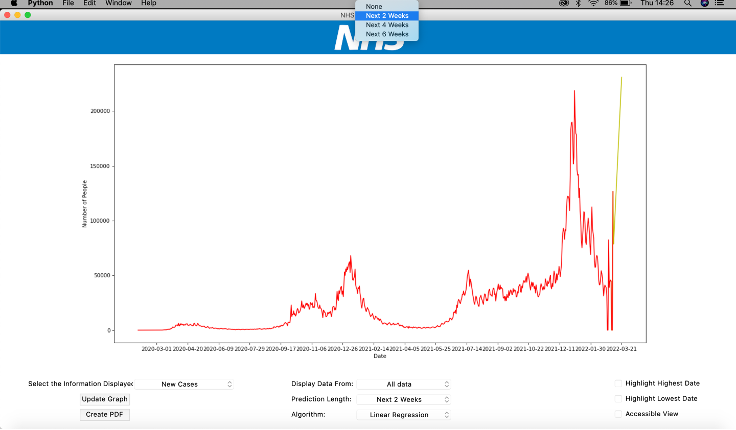 Python File Edit Window Help
86% Thu 14:26
None
Next 2 Weeks
Next 4 Weeks
Next 6 Weeks
NHS
NHS
200000
150000
100000
50000
0
Number of People
2020-03-01 2020-04-20 2020-06-09 2020-07-29 2020-09-17 2020-11-06 2020-12-26 2021-02-14 2021-04-05 2021-05-25 2021-07-14 2021-09-02 2021-10-22 2021-12-11 2022-01-30 2022-03-21
Date
Select the Information Displayed New Cases
Display Data From: All data
Highlight Highest Date
Update Graph
Prediction Length: Next 2 Weeks
Highlight Lowest Date
Create PDF
Algorithm: Linear Regression
Accessible View